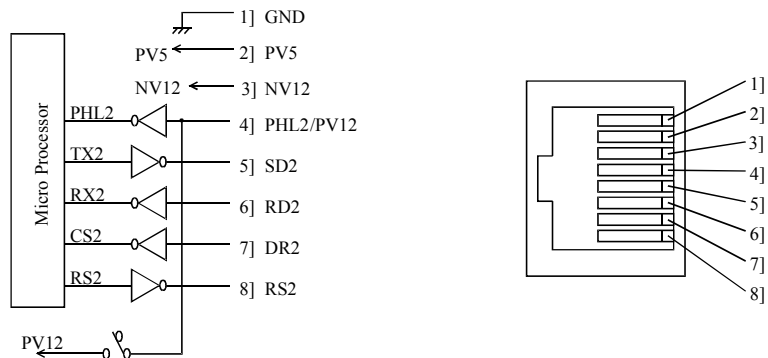 1] GND
PV5 2] PV5
NV12 3] NV12
PHL2 4] PHL2/PV12
TX2 5] SD2
RX2 6] RD2
CS2 7] DR2
RS2 8] RS2
PV12
Micro Processor
1]
2]
3]
4]
5]
6]
7]
8]